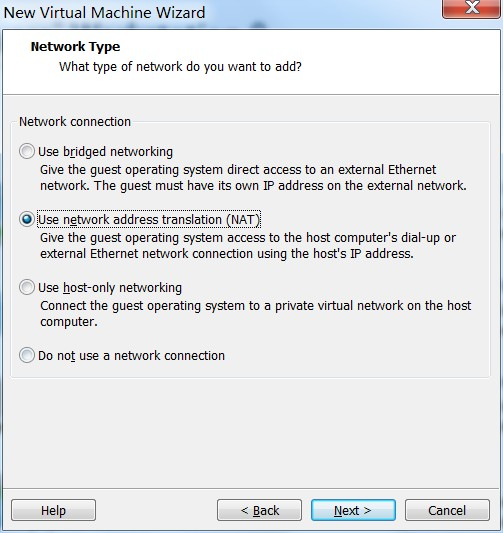 New Virtual Machine Wizard
Network Type
What type of network do you want to add?
Network connection
Use bridged networking
Give the guest operating system direct access to an external Ethernet
network. The guest must have its own IP address on the external network.
Use network address translation (NAT)
Give the guest operating system access to the host computer's dial-up or
external Ethernet network connection using the host's IP address.
Use host-only networking
Connect the guest operating system to a private virtual network on the host
computer.
Do not use a network connection
Help
< Back
Next >
Cancel